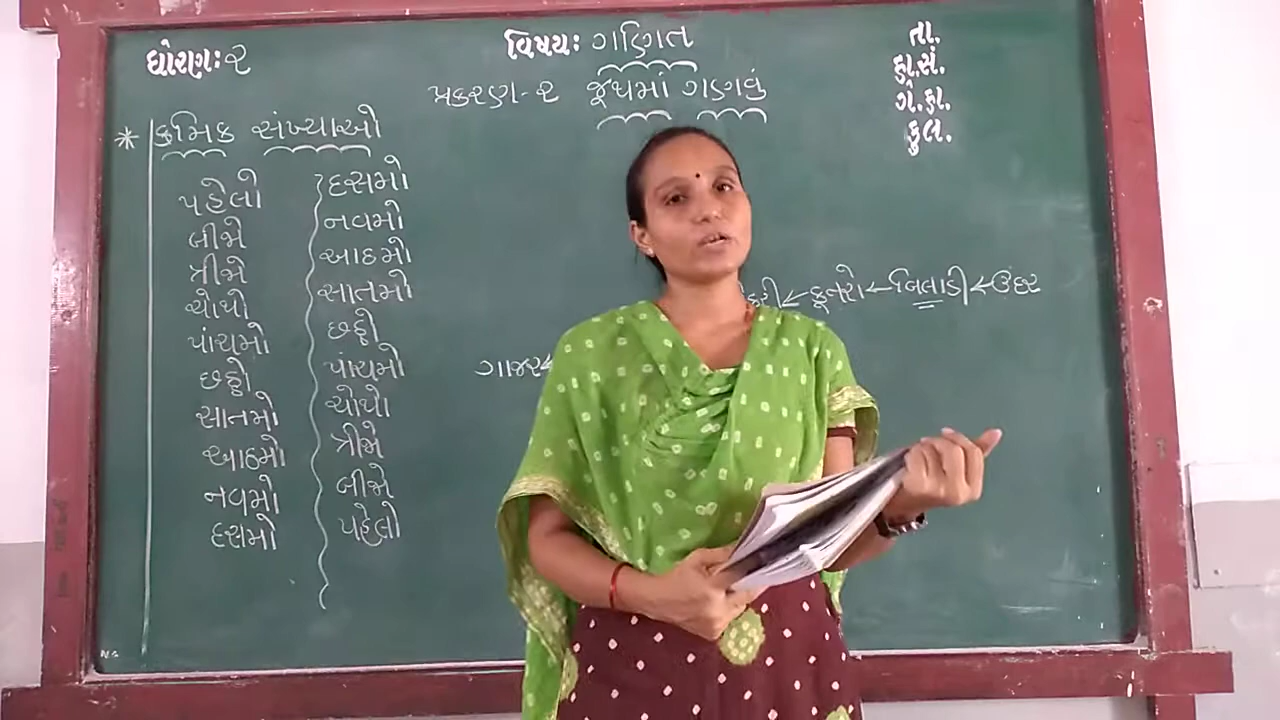 ધોરણ: ૨
વિષય: ગણિત
તા.
હા.સં.
ગે.હા.
કુલ.
પ્રકરણ-૨ જૂથમાં ગણવું
* ક્રમિક સંખ્યાઓ
પહેલો
બીજો
ત્રીજો
ચોથો
પાંચમો
છઠ્ઠો
સાતમો
આઠમો
નવમો
દસમો
દસમો
નવમો
આઠમો
સાતમો
છઠ્ઠો
પાંચમો
ચોથો
ત્રીજો
બીજો
પહેલો
← કૂતરો ← બિલાડી ← ઉંદર
ગાજર ←